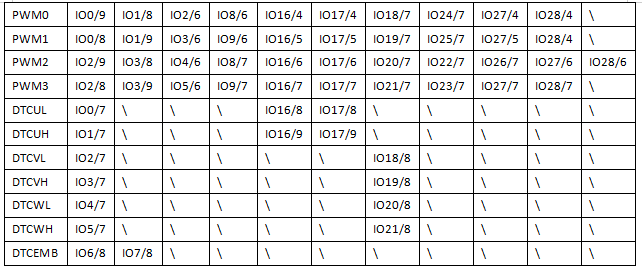 PWM0 IO0/9 IO1/8 IO2/6 IO8/6 IO16/4 IO17/4 IO18/7 IO24/7 IO27/4 IO28/4 \
PWM1 IO0/8 IO1/9 IO3/6 IO9/6 IO16/5 IO17/5 IO19/7 IO25/7 IO27/5 IO28/4 \
PWM2 IO2/9 IO3/8 IO4/6 IO8/7 IO16/6 IO17/6 IO20/7 IO22/7 IO26/7 IO27/6 IO28/6
PWM3 IO2/8 IO3/9 IO5/6 IO9/7 IO16/7 IO17/7 IO21/7 IO23/7 IO27/7 IO28/7 \
DTCUL IO0/7 \ \ \ IO16/8 IO17/8 \ \ \ \ \
DTCUH IO1/7 \ \ \ IO16/9 IO17/9 \ \ \ \ \
DTCVL IO2/7 \ \ \ \ \ IO18/8 \ \ \ \
DTCVH IO3/7 \ \ \ \ \ IO19/8 \ \ \ \
DTCWL IO4/7 \ \ \ \ \ IO20/8 \ \ \ \
DTCWH IO5/7 \ \ \ \ \ IO21/8 \ \ \ \
DTCEMB IO6/8 IO7/8 \ \ \ \ \ \ \ \ \